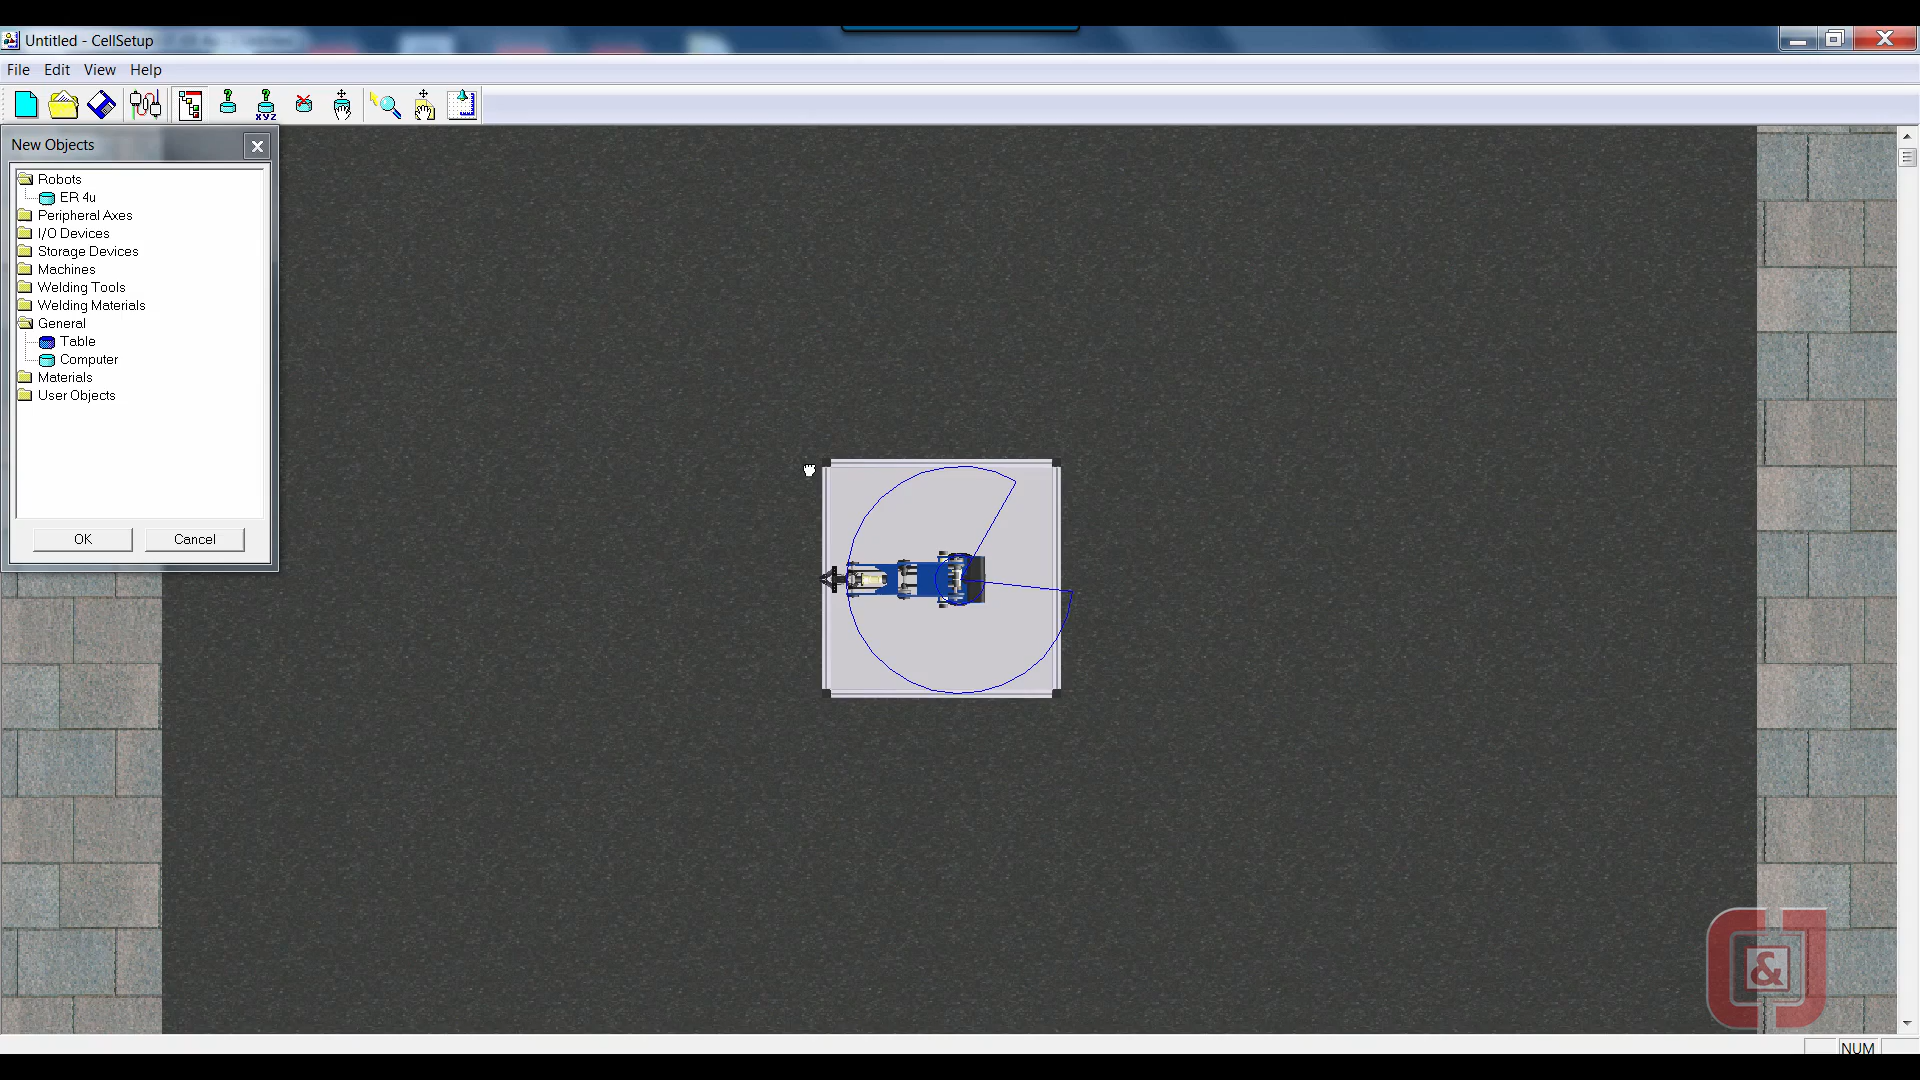 Untitled - CellSetup
File Edit View Help
XYZ
New Objects
Robots
ER 4u
Peripheral Axes
I/O Devices
Storage Devices
Machines
Welding Tools
Welding Materials
General
Table
Computer
Materials
User Objects
OK Cancel
C&J
NUM